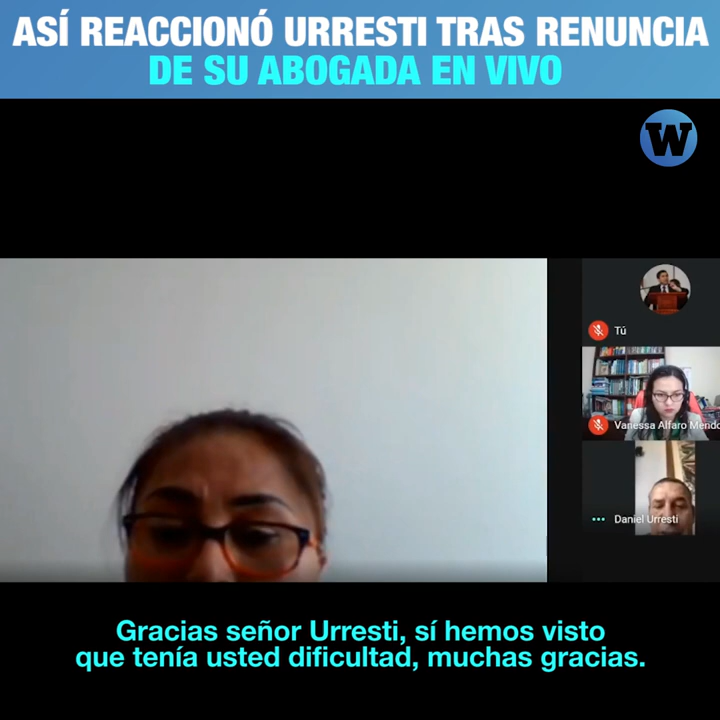 ASÍ REACCIONÓ URRESTI TRAS RENUNCIA
DE SU ABOGADA EN VIVO
W
Tú
Vanessa Alfaro Mendo
Daniel Urresti
Gracias señor Urresti, sí hemos visto
que tenía usted dificultad, muchas gracias.